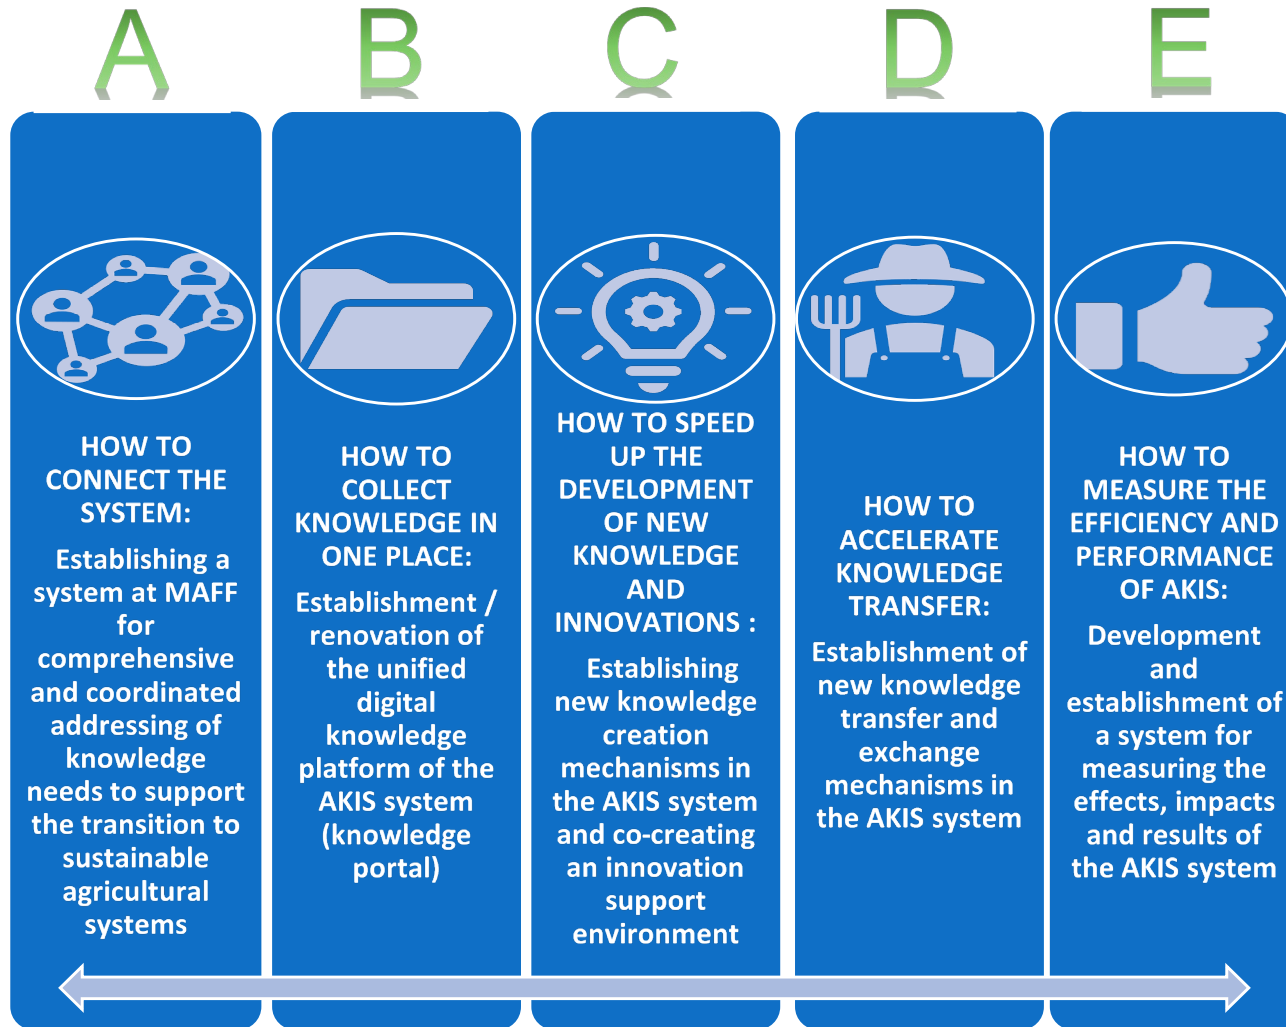 A
HOW TO
CONNECT THE
SYSTEM:
Establishing a
system at MAFF
for
comprehensive
and coordinated
addressing of
knowledge
needs to support
the transition to
sustainable
agricultural
systems
B
HOW TO
COLLECT
KNOWLEDGE IN
ONE PLACE:
Establishment /
renovation of
the unified
digital
knowledge
platform of the
AKIS system
(knowledge
portal)
C
HOW TO SPEED
UP THE
DEVELOPMENT
OF NEW
KNOWLEDGE
AND
INNOVATIONS :
Establishing
new knowledge
creation
mechanisms in
the AKIS system
and co-creating
an innovation
support
environment
D
HOW TO
ACCELERATE
KNOWLEDGE
TRANSFER:
Establishment of
new knowledge
transfer and
exchange
mechanisms in
the AKIS system
E
HOW TO
MEASURE THE
EFFICIENCY AND
PERFORMANCE
OF AKIS:
Development
and
establishment of
a system for
measuring the
effects, impacts
and results of
the AKIS system